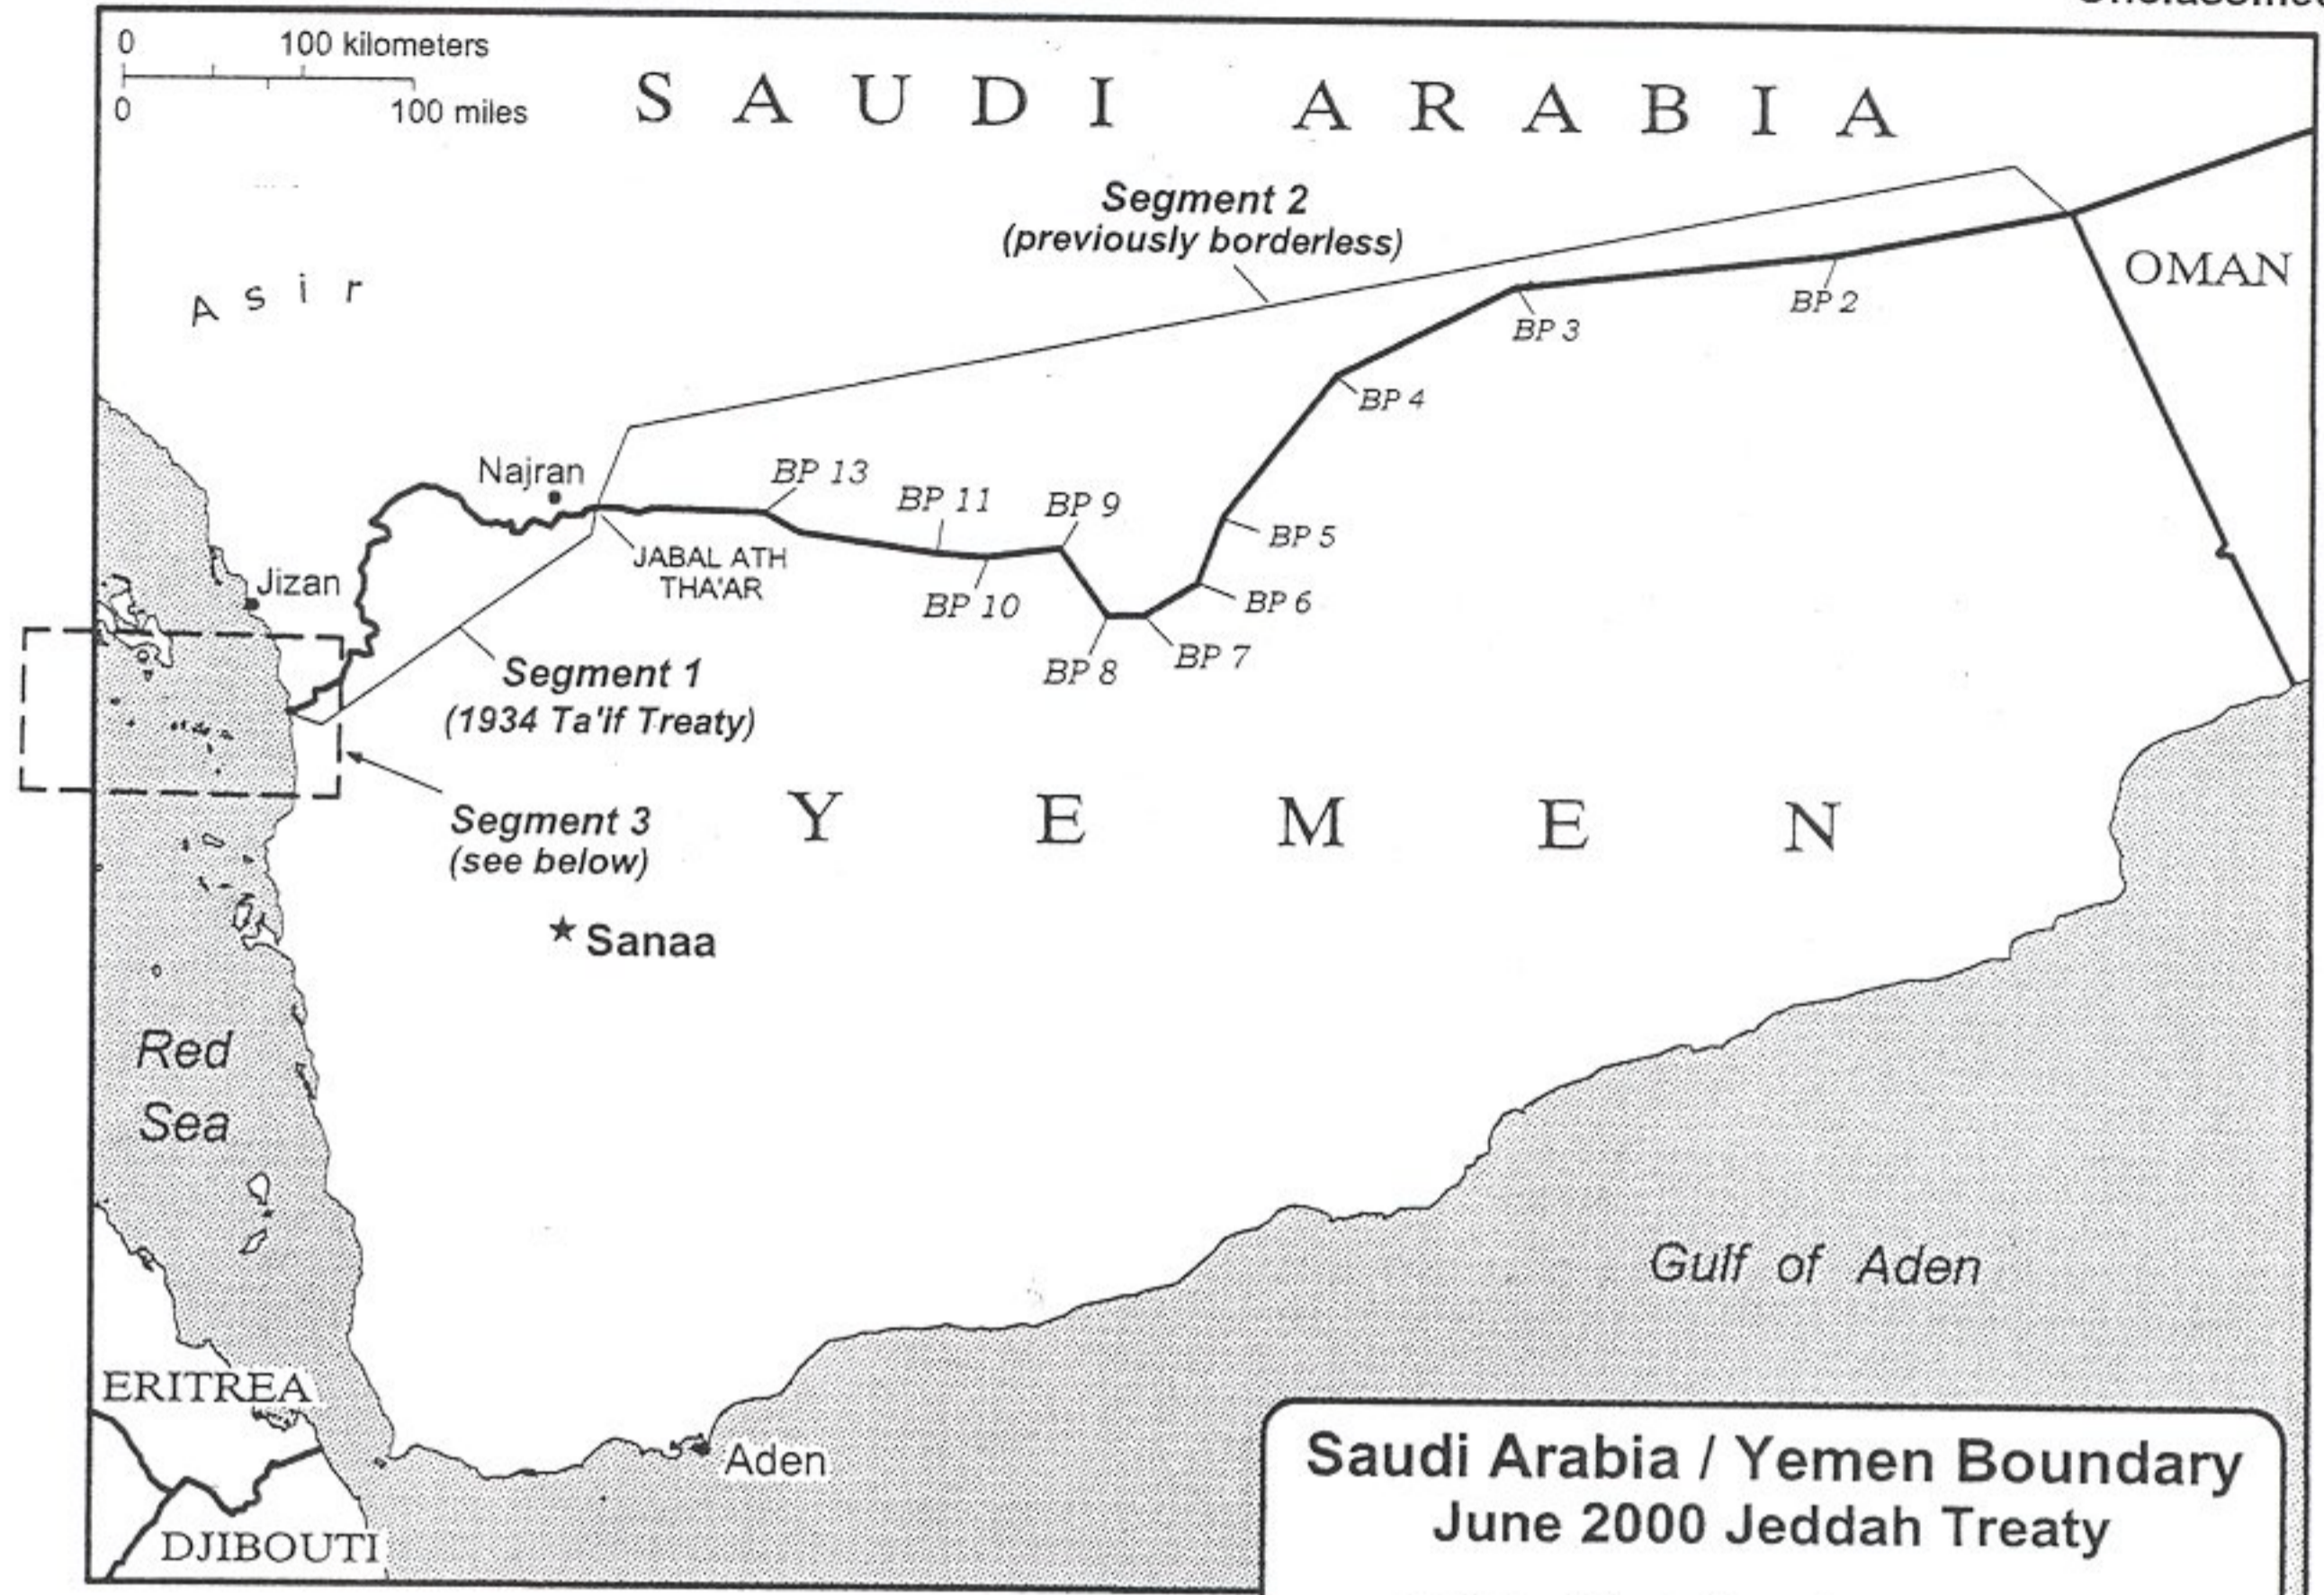 0 100 kilometers
0 100 miles
SAUDI ARABIA
Segment 2
(previously borderless)
Asir
OMAN
BP 2
BP 3
BP 4
Najran
BP 13
BP 11
BP 9
BP 5
JABAL ATH
THA'AR
Jizan
BP 10
BP 6
BP 7
BP 8
Segment 1
(1934 Ta'if Treaty)
Segment 3
(see below)
YEMEN
Sanaa
Red
Sea
Gulf of Aden
ERITREA
Aden
DJIBOUTI
Saudi Arabia / Yemen Boundary
June 2000 Jeddah Treaty